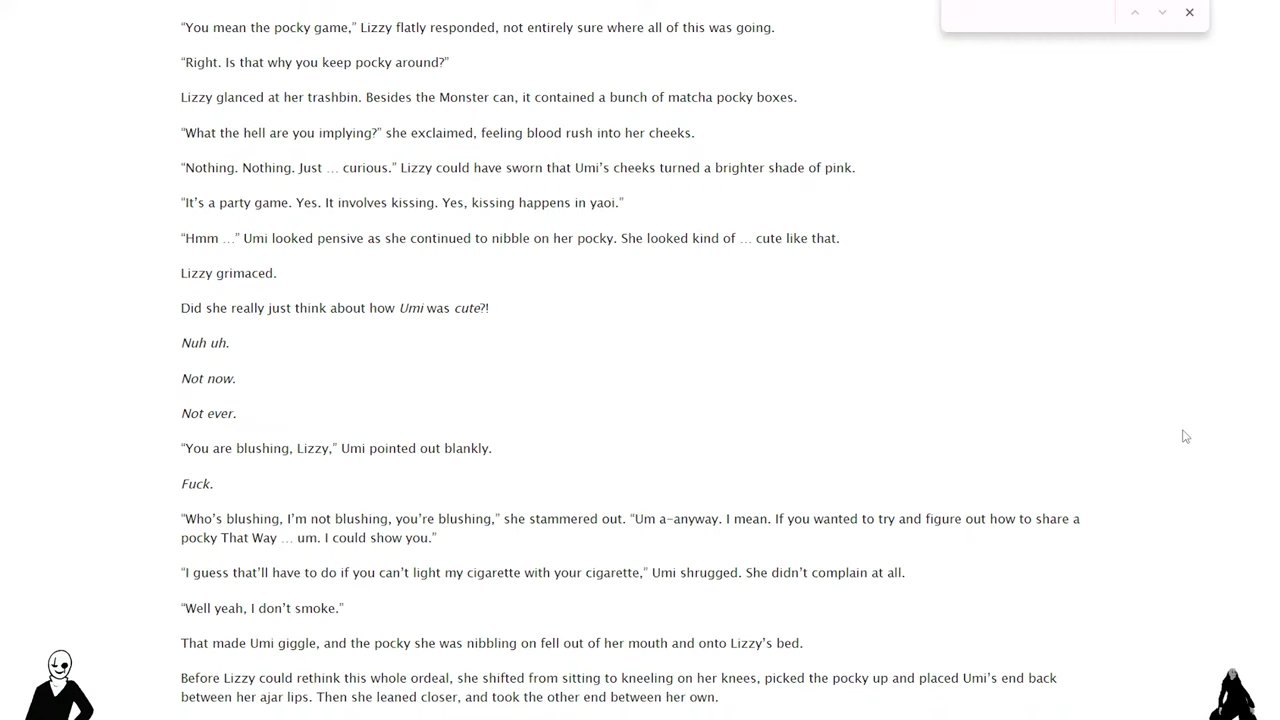 “You mean the pocky game,” Lizzy flatly responded, not entirely sure where all of this was going.
“Right. Is that why you keep pocky around?”
Lizzy glanced at her trashbin. Besides the Monster can, it contained a bunch of matcha pocky boxes.
“What the hell are you implying?” she exclaimed, feeling blood rush into her cheeks.
“Nothing. Nothing. Just … curious.” Lizzy could have sworn that Umi’s cheeks turned a brighter shade of pink.
“It’s a party game. Yes. It involves kissing. Yes, kissing happens in yaoi.”
“Hmm …” Umi looked pensive as she continued to nibble on her pocky. She looked kind of … cute like that.
Lizzy grimaced.
Did she really just think about how Umi was cute?!
Nuh uh.
Not now.
Not ever.
“You are blushing, Lizzy,” Umi pointed out blankly.
Fuck.
“Who’s blushing, I’m not blushing, you’re blushing,” she stammered out. “Um a–anyway. I mean. If you wanted to try and figure out how to share a
pocky That Way … um. I could show you.”
“I guess that’ll have to do if you can’t light my cigarette with your cigarette,” Umi shrugged. She didn’t complain at all.
“Well yeah, I don’t smoke.”
That made Umi giggle, and the pocky she was nibbling on fell out of her mouth and onto Lizzy’s bed.
Before Lizzy could rethink this whole ordeal, she shifted from sitting to kneeling on her knees, picked the pocky up and placed Umi’s end back
between her ajar lips. Then she leaned closer, and took the other end between her own.